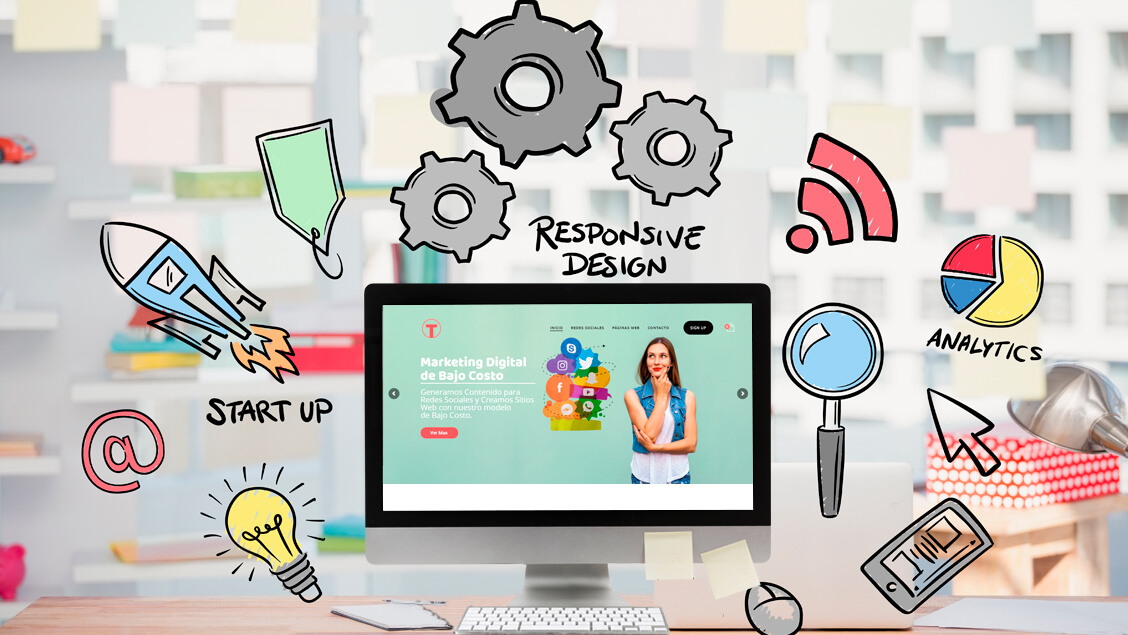 RESPONSIVE
DESIGN
ANALYTICS
START UP
@
T
INICIO REDES SOCIALES PÁGINAS WEB CONTACTO SIGN UP
Marketing Digital
de Bajo Costo
Generamos Contenido para
Redes Sociales y Creamos Sitios
Web con nuestro modelo
de Bajo Costo.
Ver Mas